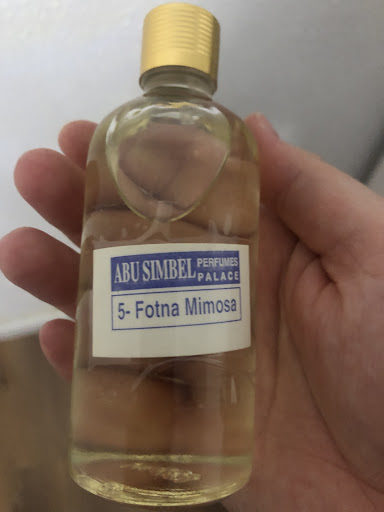 ABU SIMBEL PERFUMES PALACE
5- Fotna Mimosa